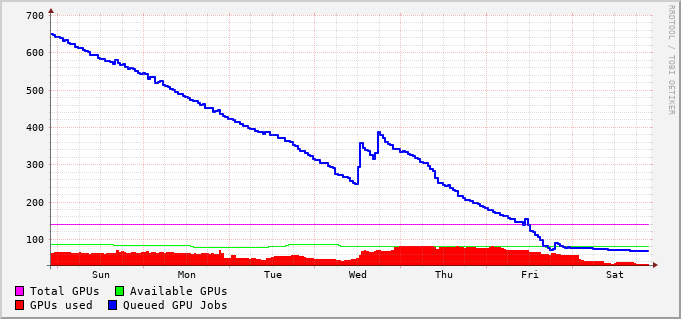 700
600
500
400
300
200
100
Sun Mon Tue Wed Thu Fri Sat
Total GPUs Available GPUs
GPUs used Queued GPU Jobs
RRDTOOL / TOBI OETIKER